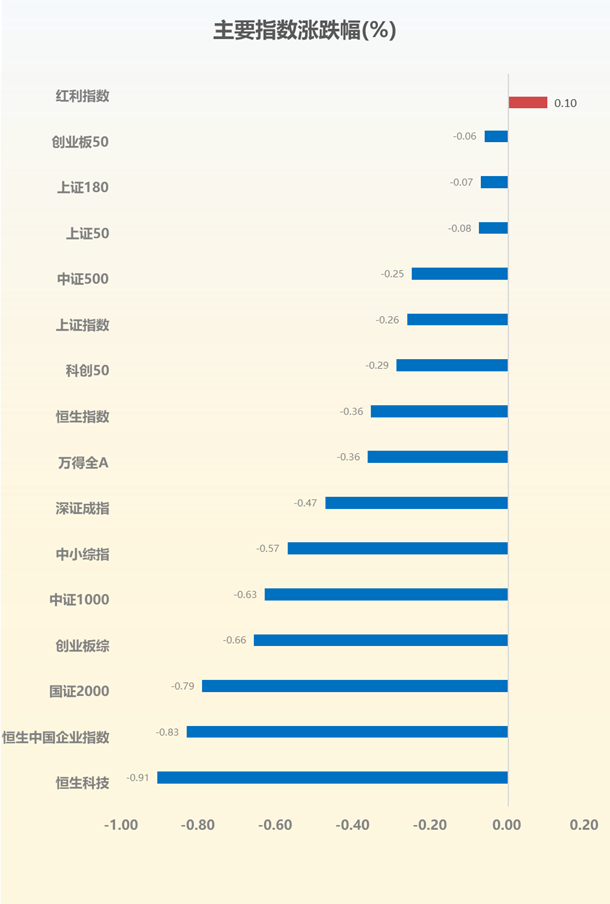 主要指数涨跌幅(%)
红利指数 0.10
创业板50 -0.06
上证180 -0.07
上证50 -0.08
中证500 -0.25
上证指数 -0.26
科创50 -0.29
恒生指数 -0.36
万得全A -0.36
深证成指 -0.47
中小综指 -0.57
中证1000 -0.63
创业板综 -0.66
国证2000 -0.79
恒生中国企业指数 -0.83
恒生科技 -0.91
-1.00 -0.80 -0.60 -0.40 -0.20 0.00 0.20